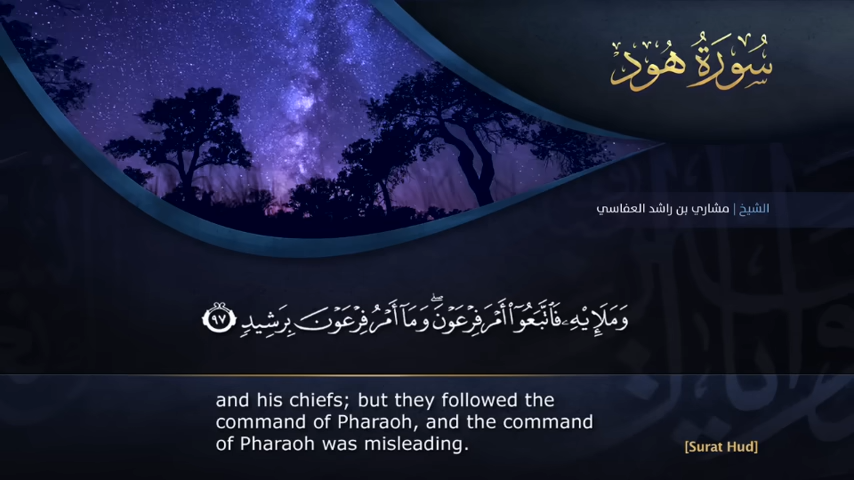 سُورَةُ هُود
الشيخ | مشاري بن راشد العفاسي
وَمَلَإِيْهِۦ فَٱتَّبَعُوٓا۟ أَمْرَ فِرْعَوْنَ ۖ وَمَآ أَمْرُ فِرْعَوْنَ بِرَشِيدٍ ٩٧
and his chiefs; but they followed the
command of Pharaoh, and the command
of Pharaoh was misleading.
[Surat Hud]